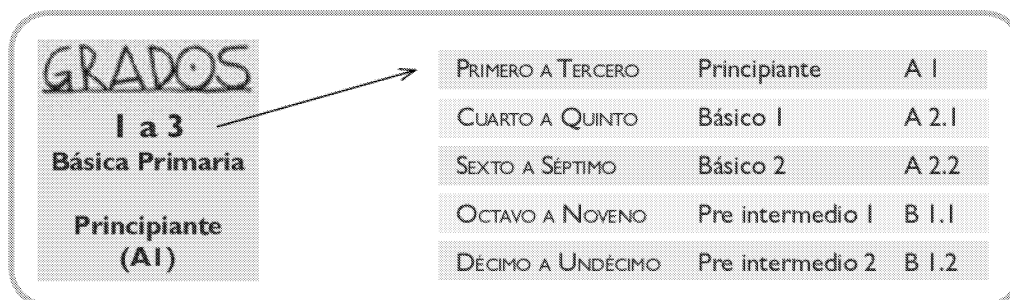 GRADOS
1 a 3
Básica Primaria
Principiante
(A1)
PRIMERO A TERCERO Principiante A 1
CUARTO A QUINTO Básico 1 A 2.1
SEXTO A SÉPTIMO Básico 2 A 2.2
OCTAVO A NOVENO Pre intermedio 1 B 1.1
DÉCIMO A UNDÉCIMO Pre intermedio 2 B 1.2